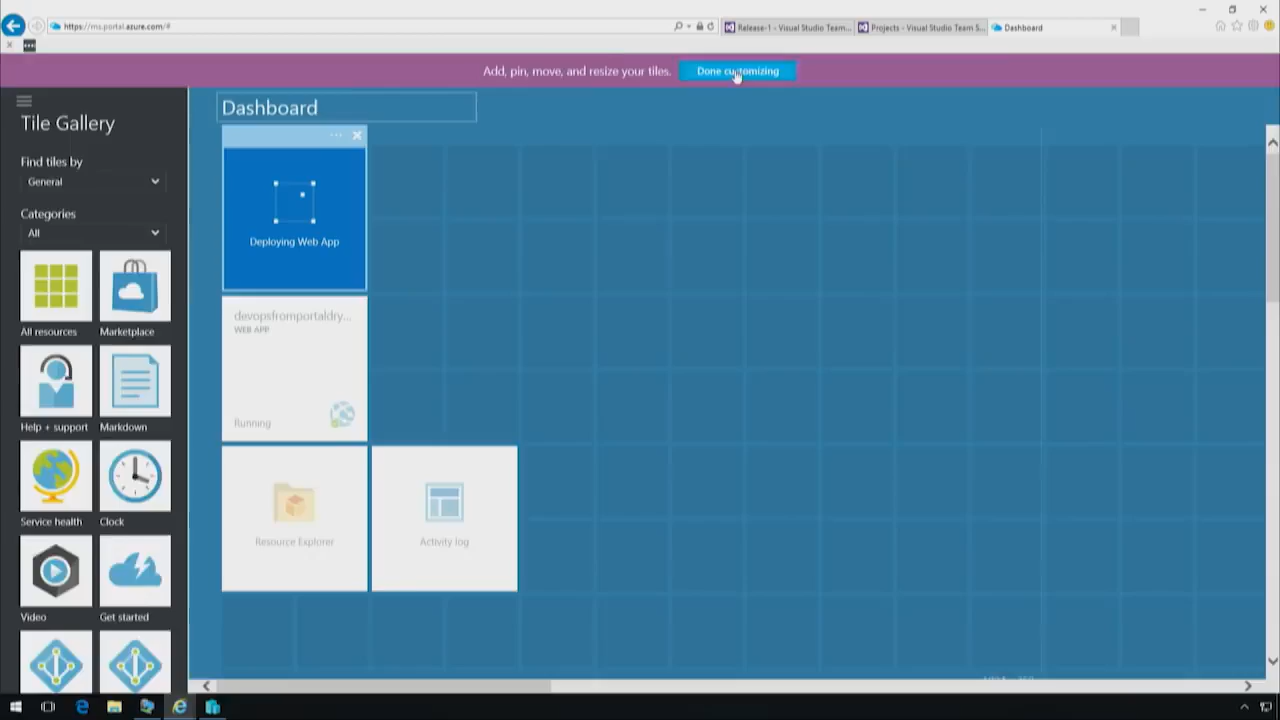 https://ms.portal.azure.com/#
Release-1 - Visual Studio Team...
Projects - Visual Studio Team S...
Dashboard
Add, pin, move, and resize your tiles.
Done customizing
Tile Gallery
Dashboard
Find tiles by
General
Categories
All
All resources
Marketplace
Help + support
Markdown
Service health
Clock
Video
Get started
Deploying Web App
devopsfromportaldry...
WEB APP
Running
Resource Explorer
Activity log